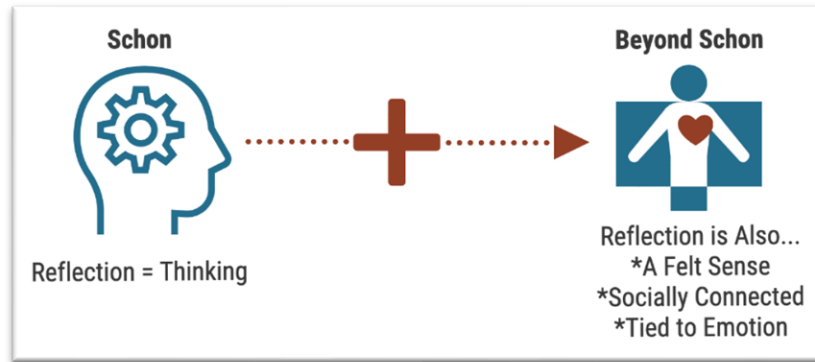 Schon
Reflection = Thinking
Beyond Schon
Reflection is Also...
*A Felt Sense
*Socially Connected
*Tied to Emotion